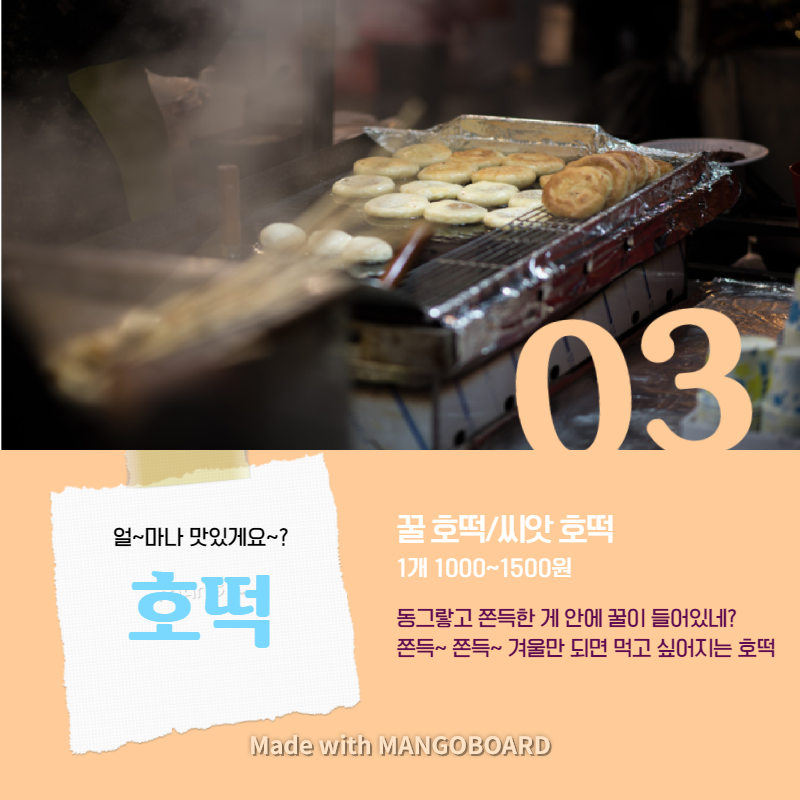 03
얼~마나 맛있게요~?
호떡
꿀 호떡/씨앗 호떡
1개 1000~1500원
동그랗고 쫀득한 게 안에 꿀이 들어있네?
쫀득~ 쫀득~ 겨울만 되면 먹고 싶어지는 호떡
Made with MANGOBOARD